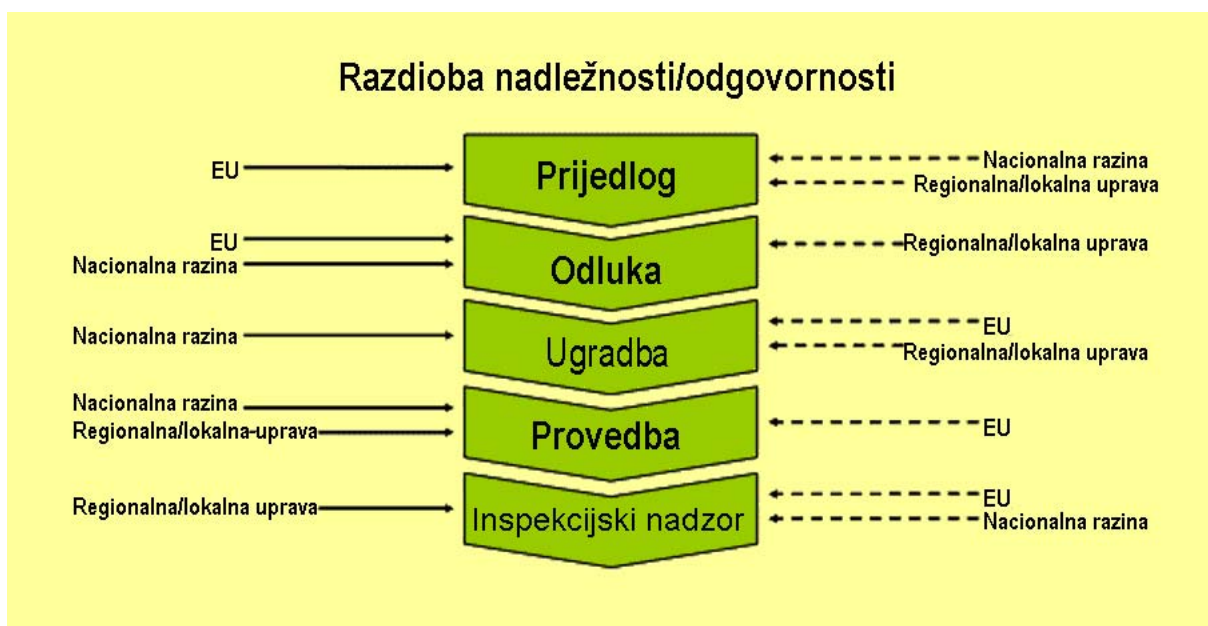 Razdioba nadležnosti/odgovornosti
EU
Prijedlog
Nacionalna razina
Regionalna/lokalna uprava
EU
Nacionalna razina
Odluka
Regionalna/lokalna uprava
Nacionalna razina
Ugradba
EU
Regionalna/lokalna uprava
Nacionalna razina
Regionalna/lokalna uprava
Provedba
EU
Regionalna/lokalna uprava
Inspekcijski nadzor
EU
Nacionalna razina